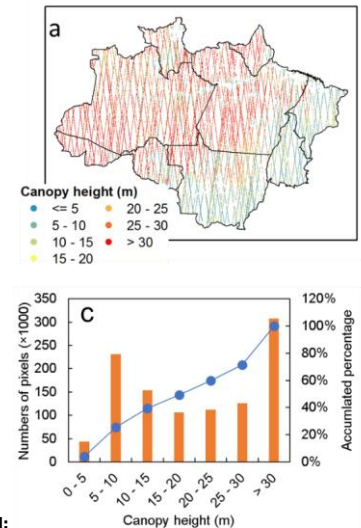 a
Canopy height (m)
<= 5 20 - 25
5 - 10 25 - 30
10 - 15 > 30
15 - 20
C
Numbers of pixels (×1000)
350
300
250
200
150
100
50
0
120%
100%
80%
60%
40%
20%
0%
Accumlated percentage
0 - 5
5 - 10
10 - 15
15 - 20
20 - 25
25 - 30
> 30
Canopy height (m)